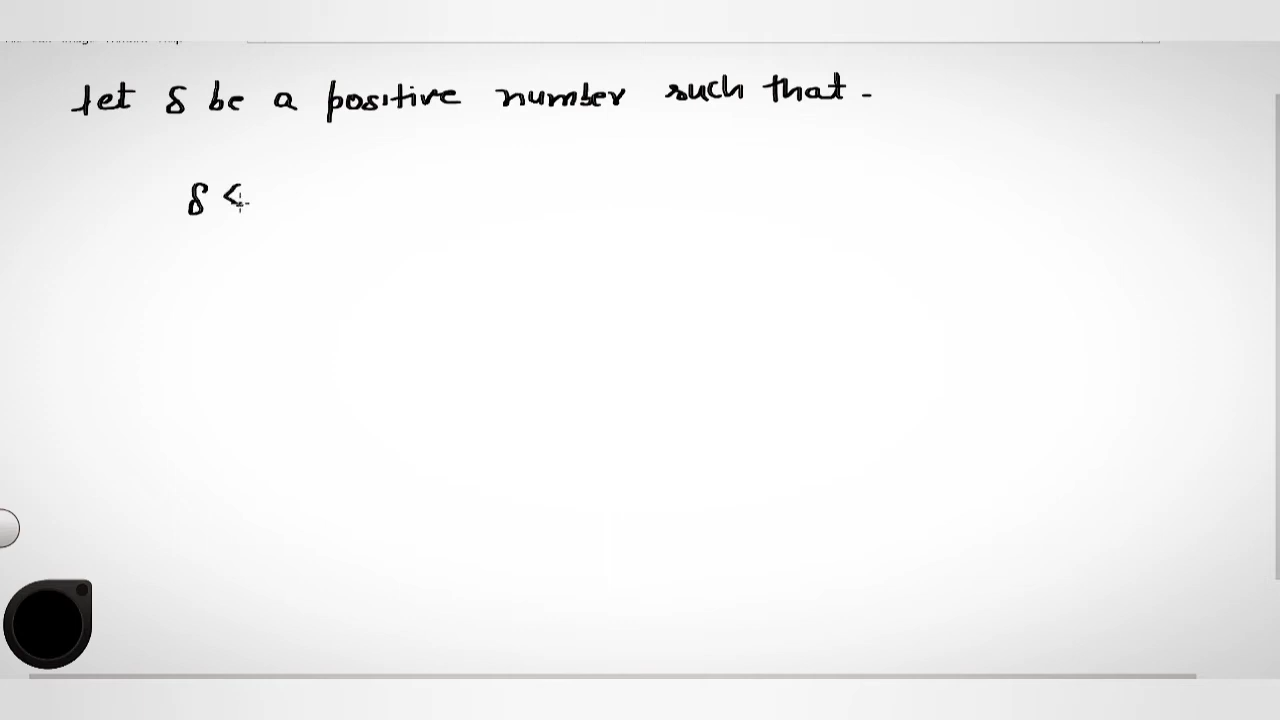 let δ be a positive number such that -
δ <